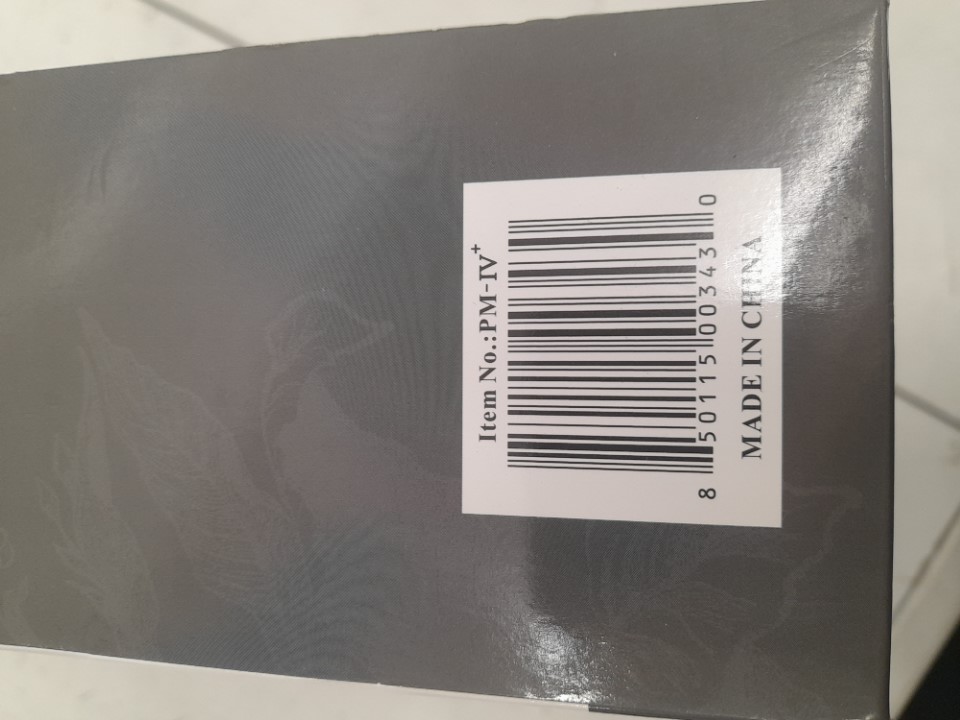 Item No.:PM-IV+
8 50115 00343 0
MADE IN CHINA